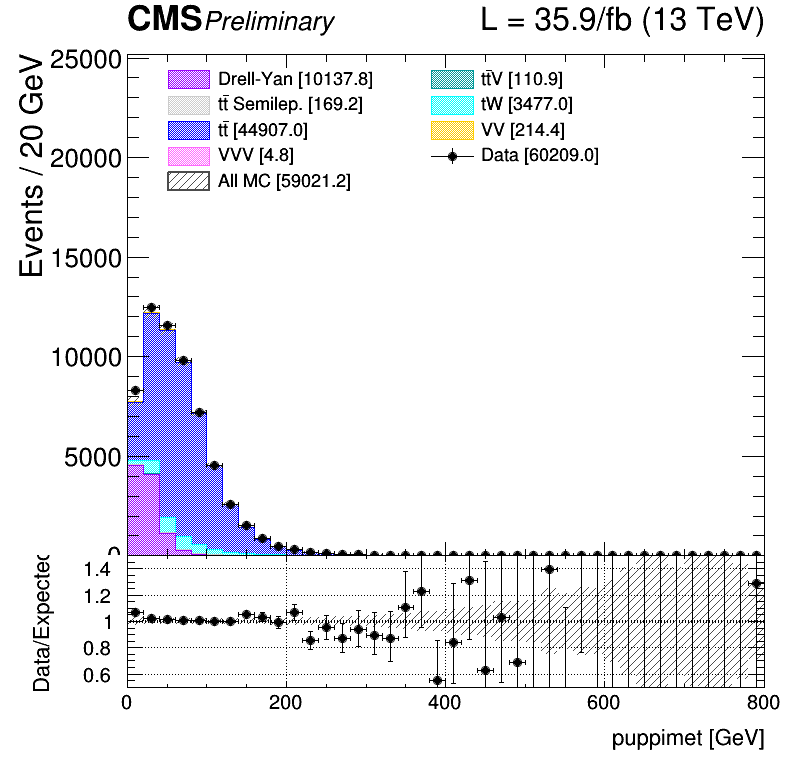 CMS Preliminary L = 35.9/fb (13 TeV)
Events / 20 GeV
25000
20000
15000
10000
5000
0
Drell-Yan [10137.8]
tt̄ Semilep. [169.2]
tt̄ [44907.0]
VVV [4.8]
All MC [59021.2]
tt̄V [110.9]
tW [3477.0]
VV [214.4]
Data [60209.0]
Data/Expected
1.4
1.2
1
0.8
0.6
0 200 400 600 800
puppimet [GeV]